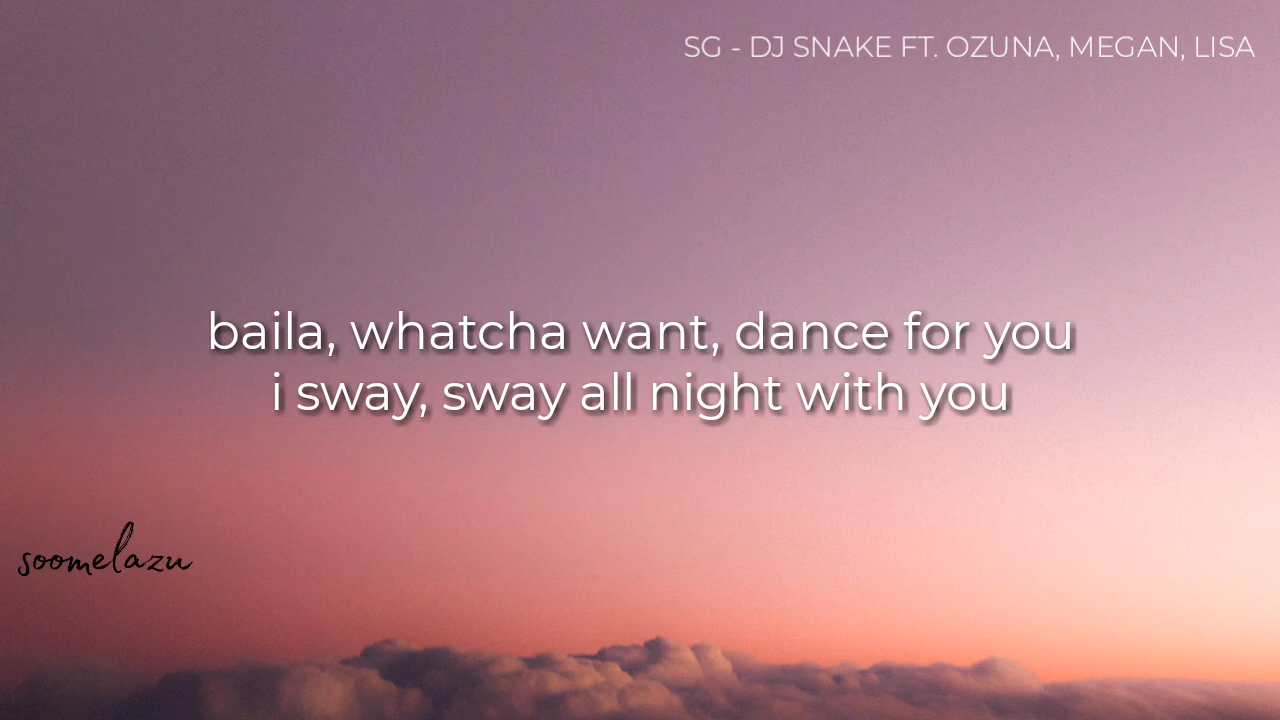 SG - DJ SNAKE FT. OZUNA, MEGAN, LISA
baila, whatcha want, dance for you
i sway, sway all night with you
soomelazu